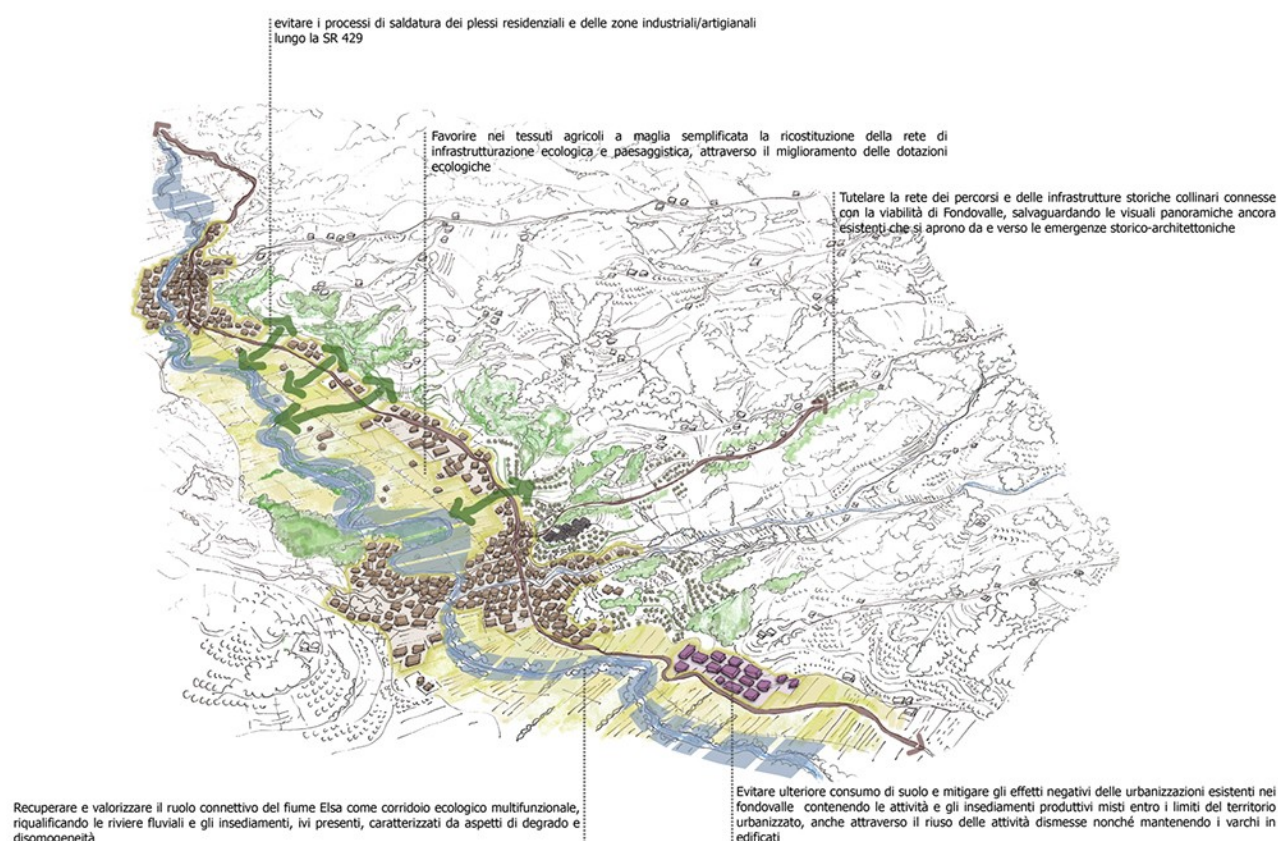 evitare i processi di saldatura dei plessi residenziali e delle zone industriali/artigianali
lungo la SR 429
Favorire nei tessuti agricoli a maglia semplificata la ricostituzione della rete di
infrastrutturazione ecologica e paesaggistica, attraverso il miglioramento delle dotazioni
ecologiche
Tutelare la rete dei percorsi e delle infrastrutture storiche collinari connesse
con la viabilità di Fondovalle, salvaguardando le visuali panoramiche ancora
esistenti che si aprono da e verso le emergenze storico-architettoniche
Recuperare e valorizzare il ruolo connettivo del fiume Elsa come corridoio ecologico multifunzionale,
riqualificando le riviere fluviali e gli insediamenti, ivi presenti, caratterizzati da aspetti di degrado e
disomogeneità
Evitare ulteriore consumo di suolo e mitigare gli effetti negativi delle urbanizzazioni esistenti nei
fondovalle contenendo le attività e gli insediamenti produttivi misti entro i limiti del territorio
urbanizzato, anche attraverso il riuso delle attività dismesse nonché mantenendo i varchi in
edificati